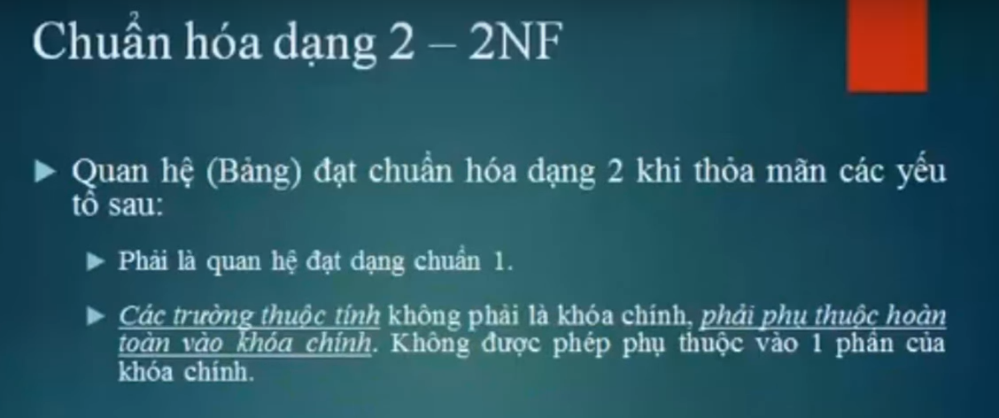 Chuẩn hóa dạng 2 – 2NF
Quan hệ (Bảng) đạt chuẩn hóa dạng 2 khi thỏa mãn các yếu
tố sau:
Phải là quan hệ đạt dạng chuẩn 1.
Các trường thuộc tính không phải là khóa chính, phải phụ thuộc hoàn
toàn vào khóa chính. Không được phép phụ thuộc vào 1 phần của
khóa chính.